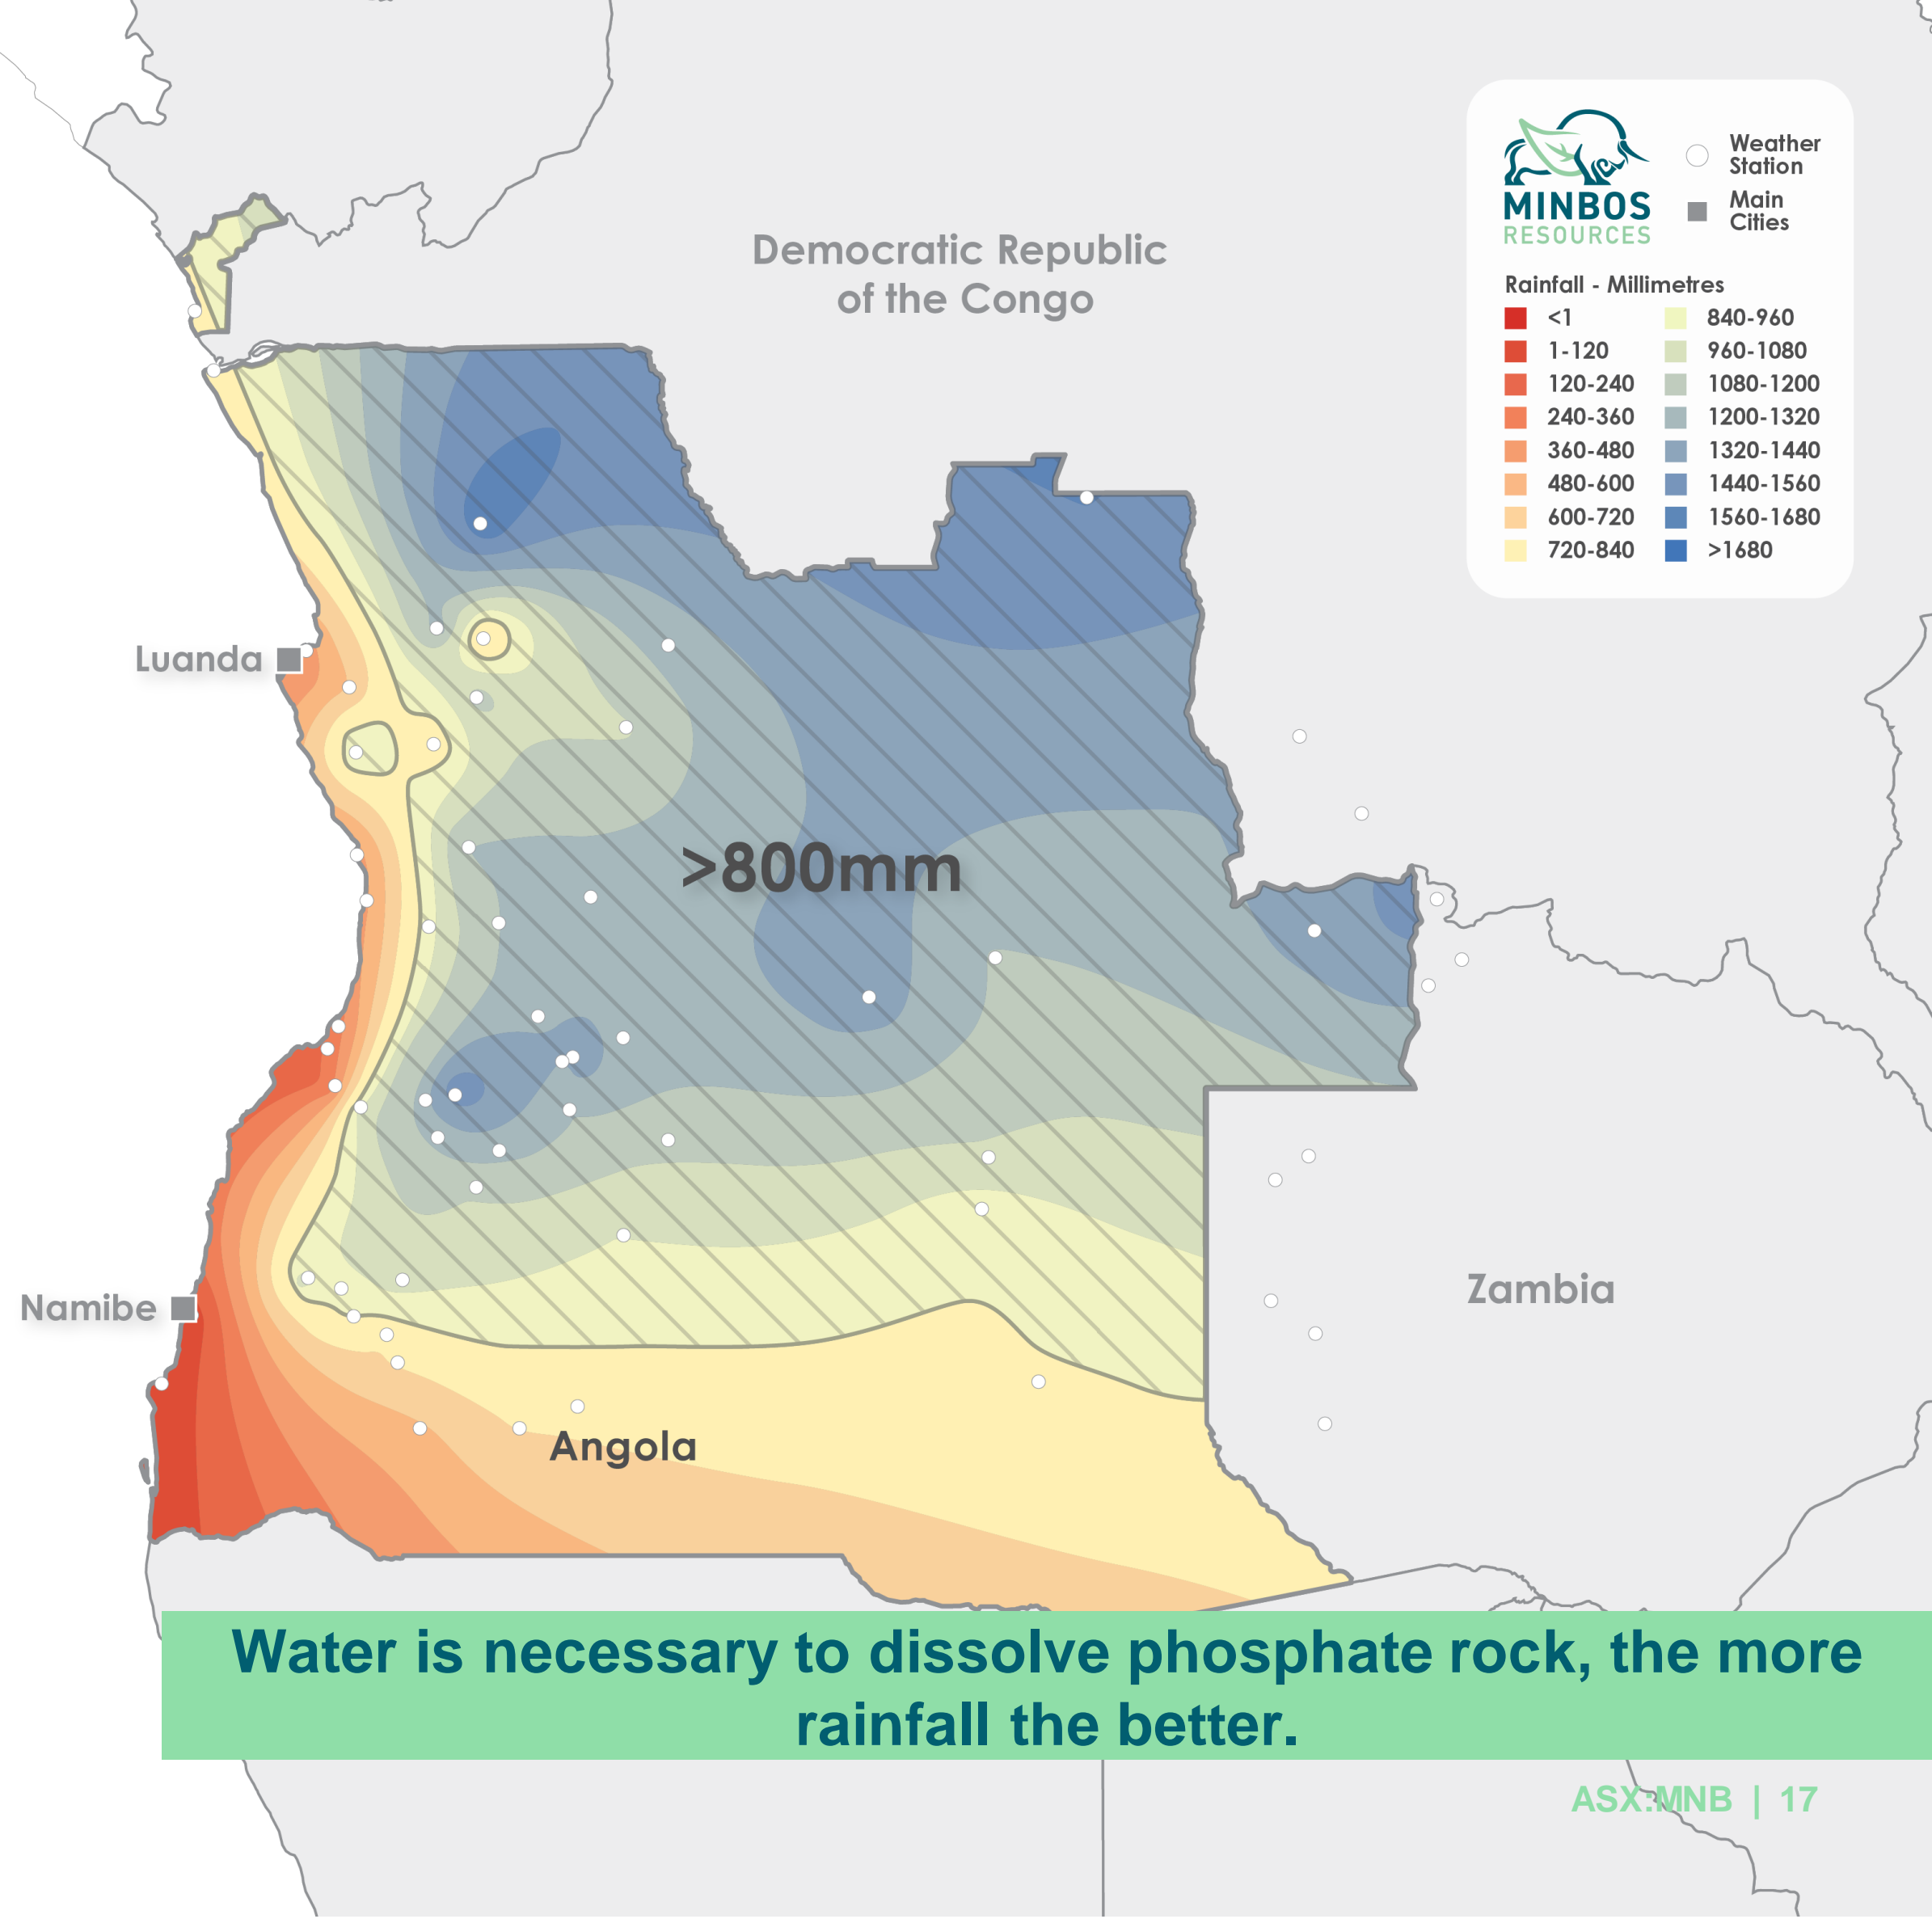 MINBOS
RESOURCES
Weather
Station
Main
Cities
Rainfall - Millimetres
<1
1-120
120-240
240-360
360-480
480-600
600-720
720-840
840-960
960-1080
1080-1200
1200-1320
1320-1440
1440-1560
1560-1680
>1680
Democratic Republic
of the Congo
Luanda
>800mm
Namibe
Zambia
Angola
Water is necessary to dissolve phosphate rock, the more
rainfall the better.
ASX:MNB | 17